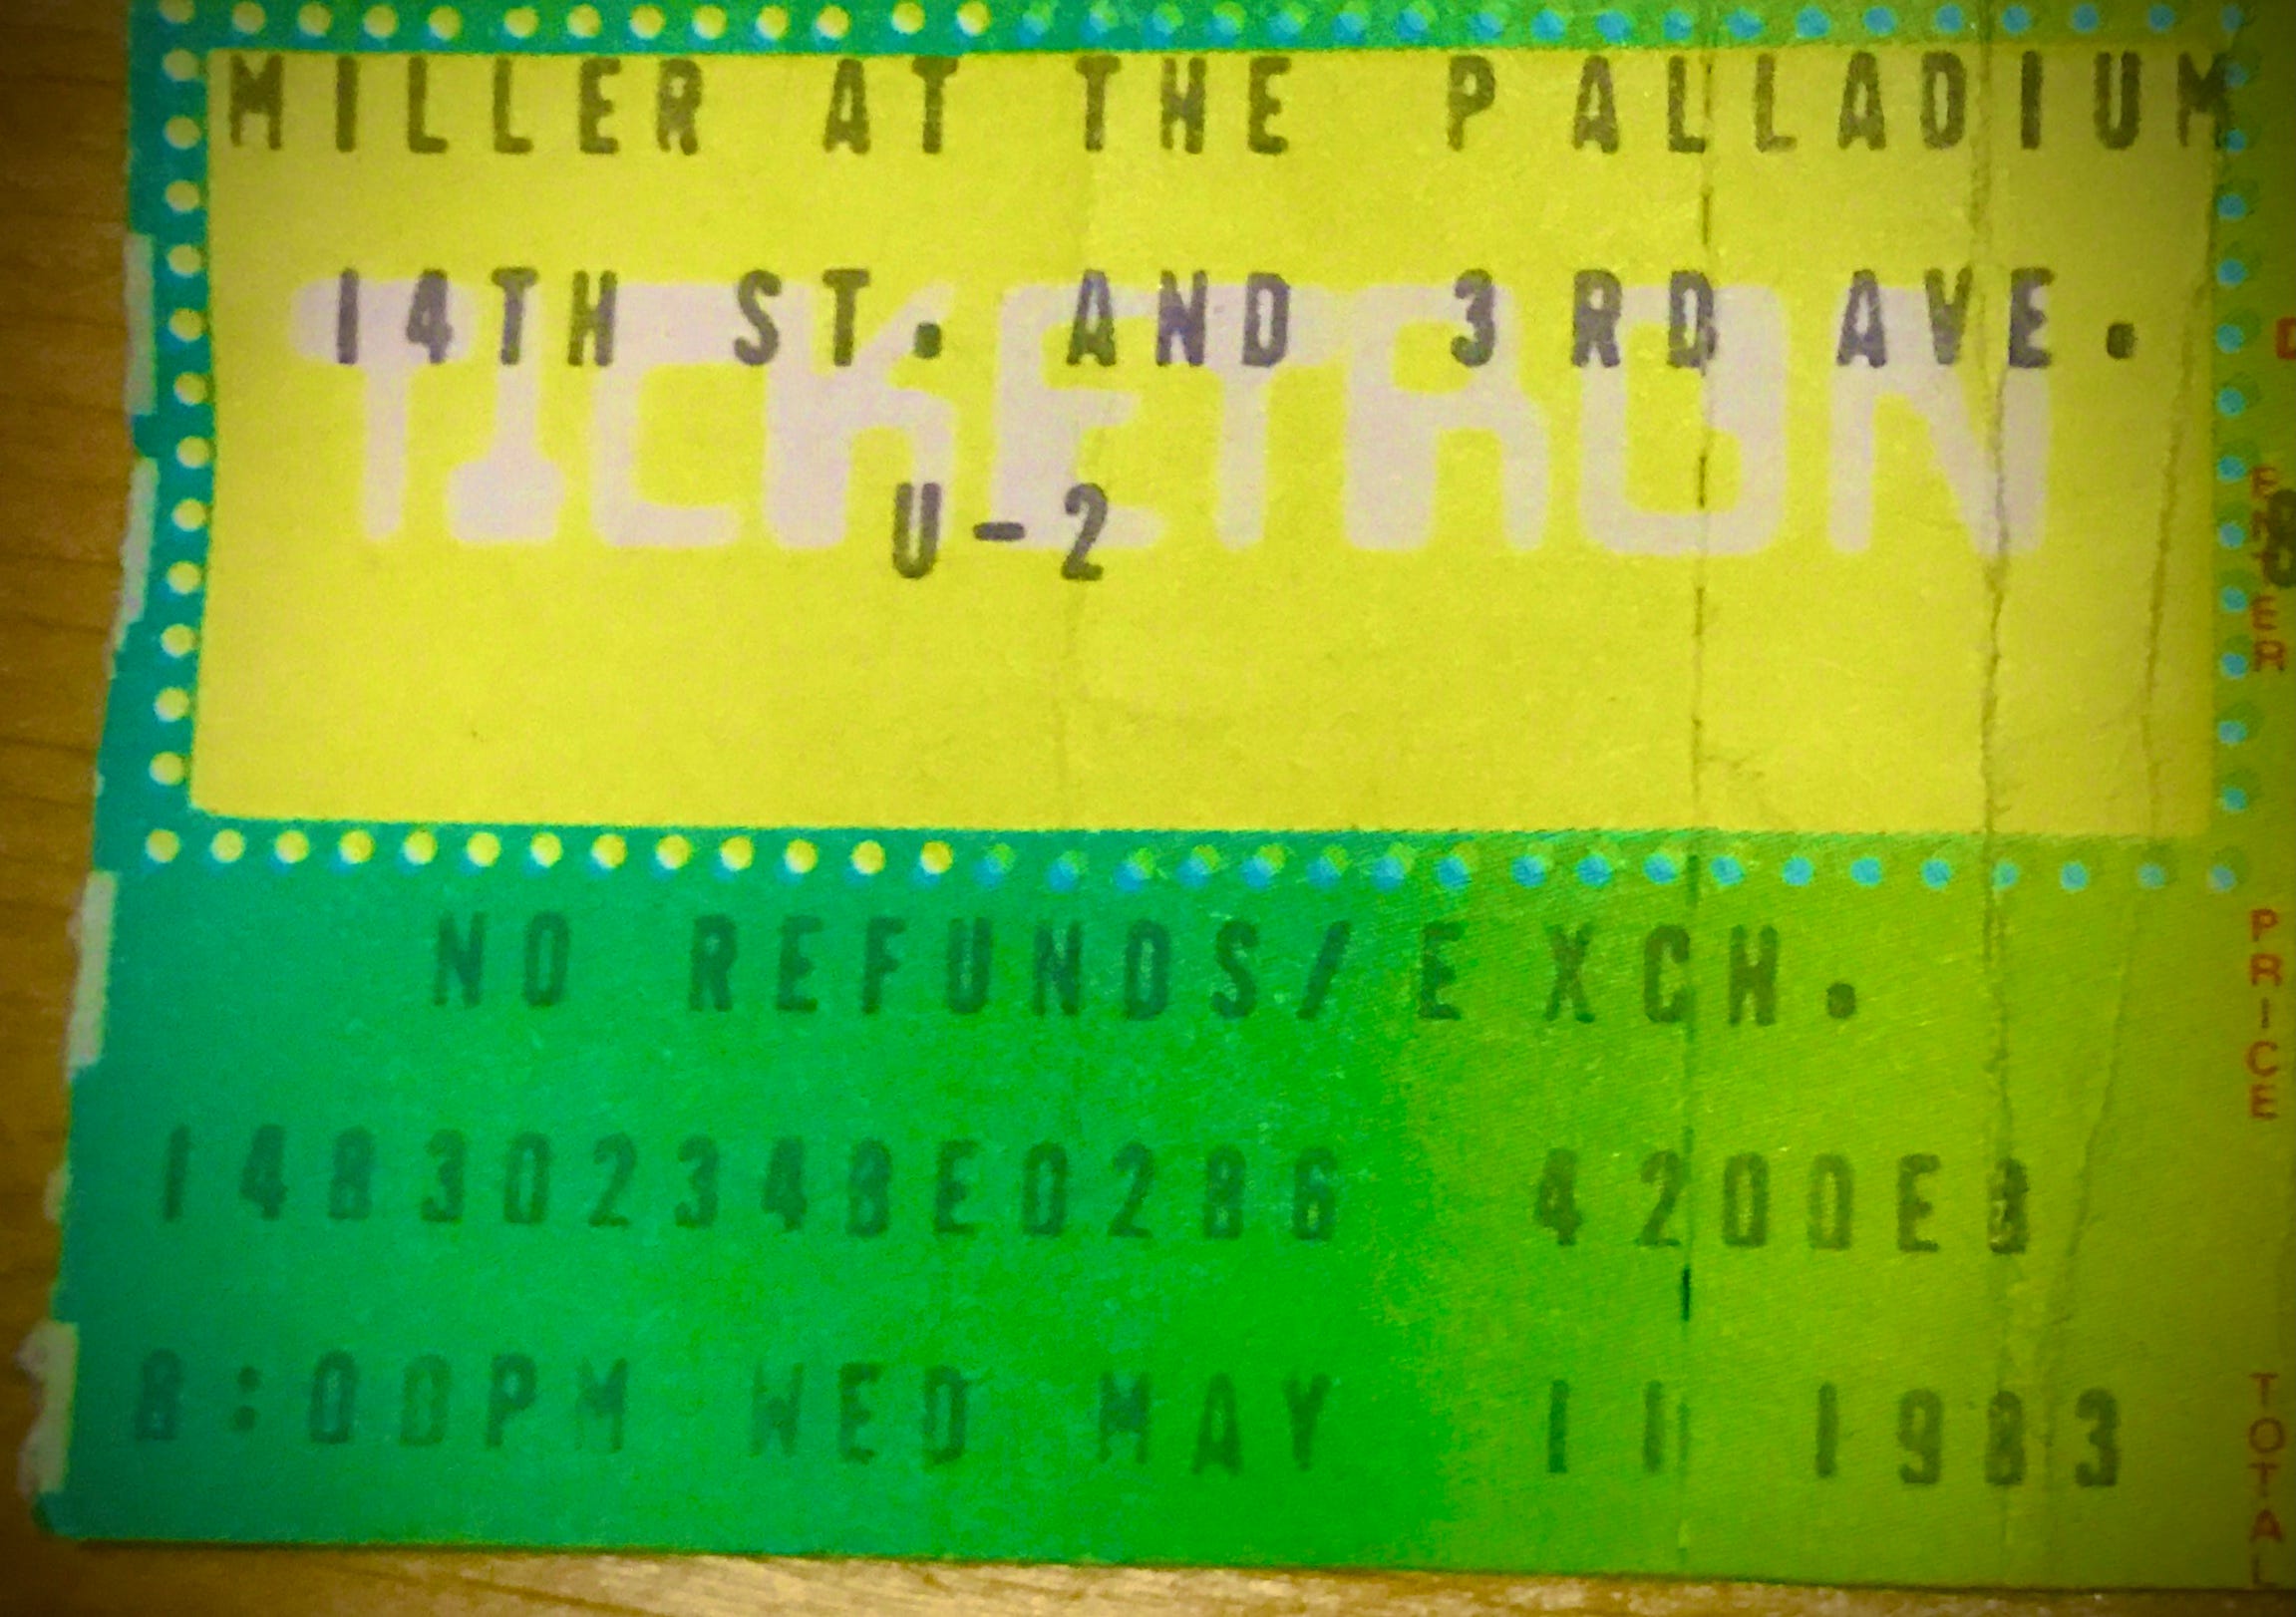 MILLER AT THE PALLADIUM
14TH ST. AND 3RD AVE.
TICKETRON
U-2
NO REFUNDS/EXCH.
148302348E0286 4200E8
8:00PM WED MAY 11 1983
PRICE
TOTAL